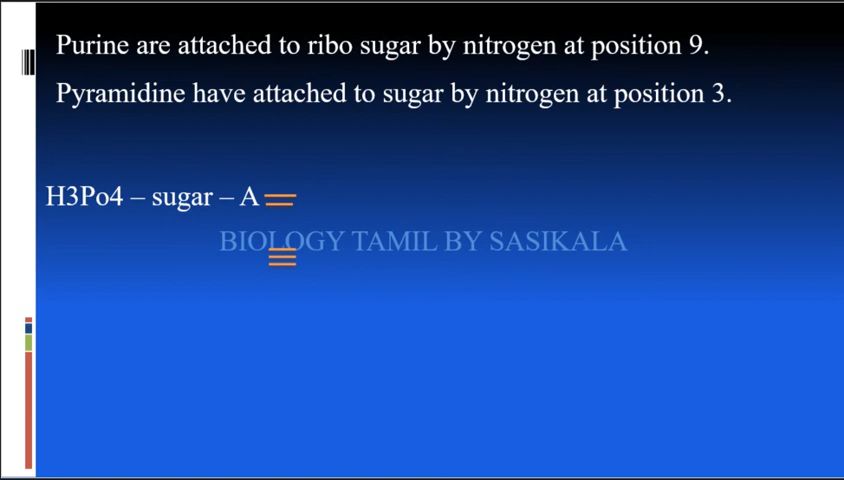 Purine are attached to ribo sugar by nitrogen at position 9.
Pyramidine have attached to sugar by nitrogen at position 3.
H3Po4 – sugar – A
BIOLOGY TAMIL BY SASIKALA